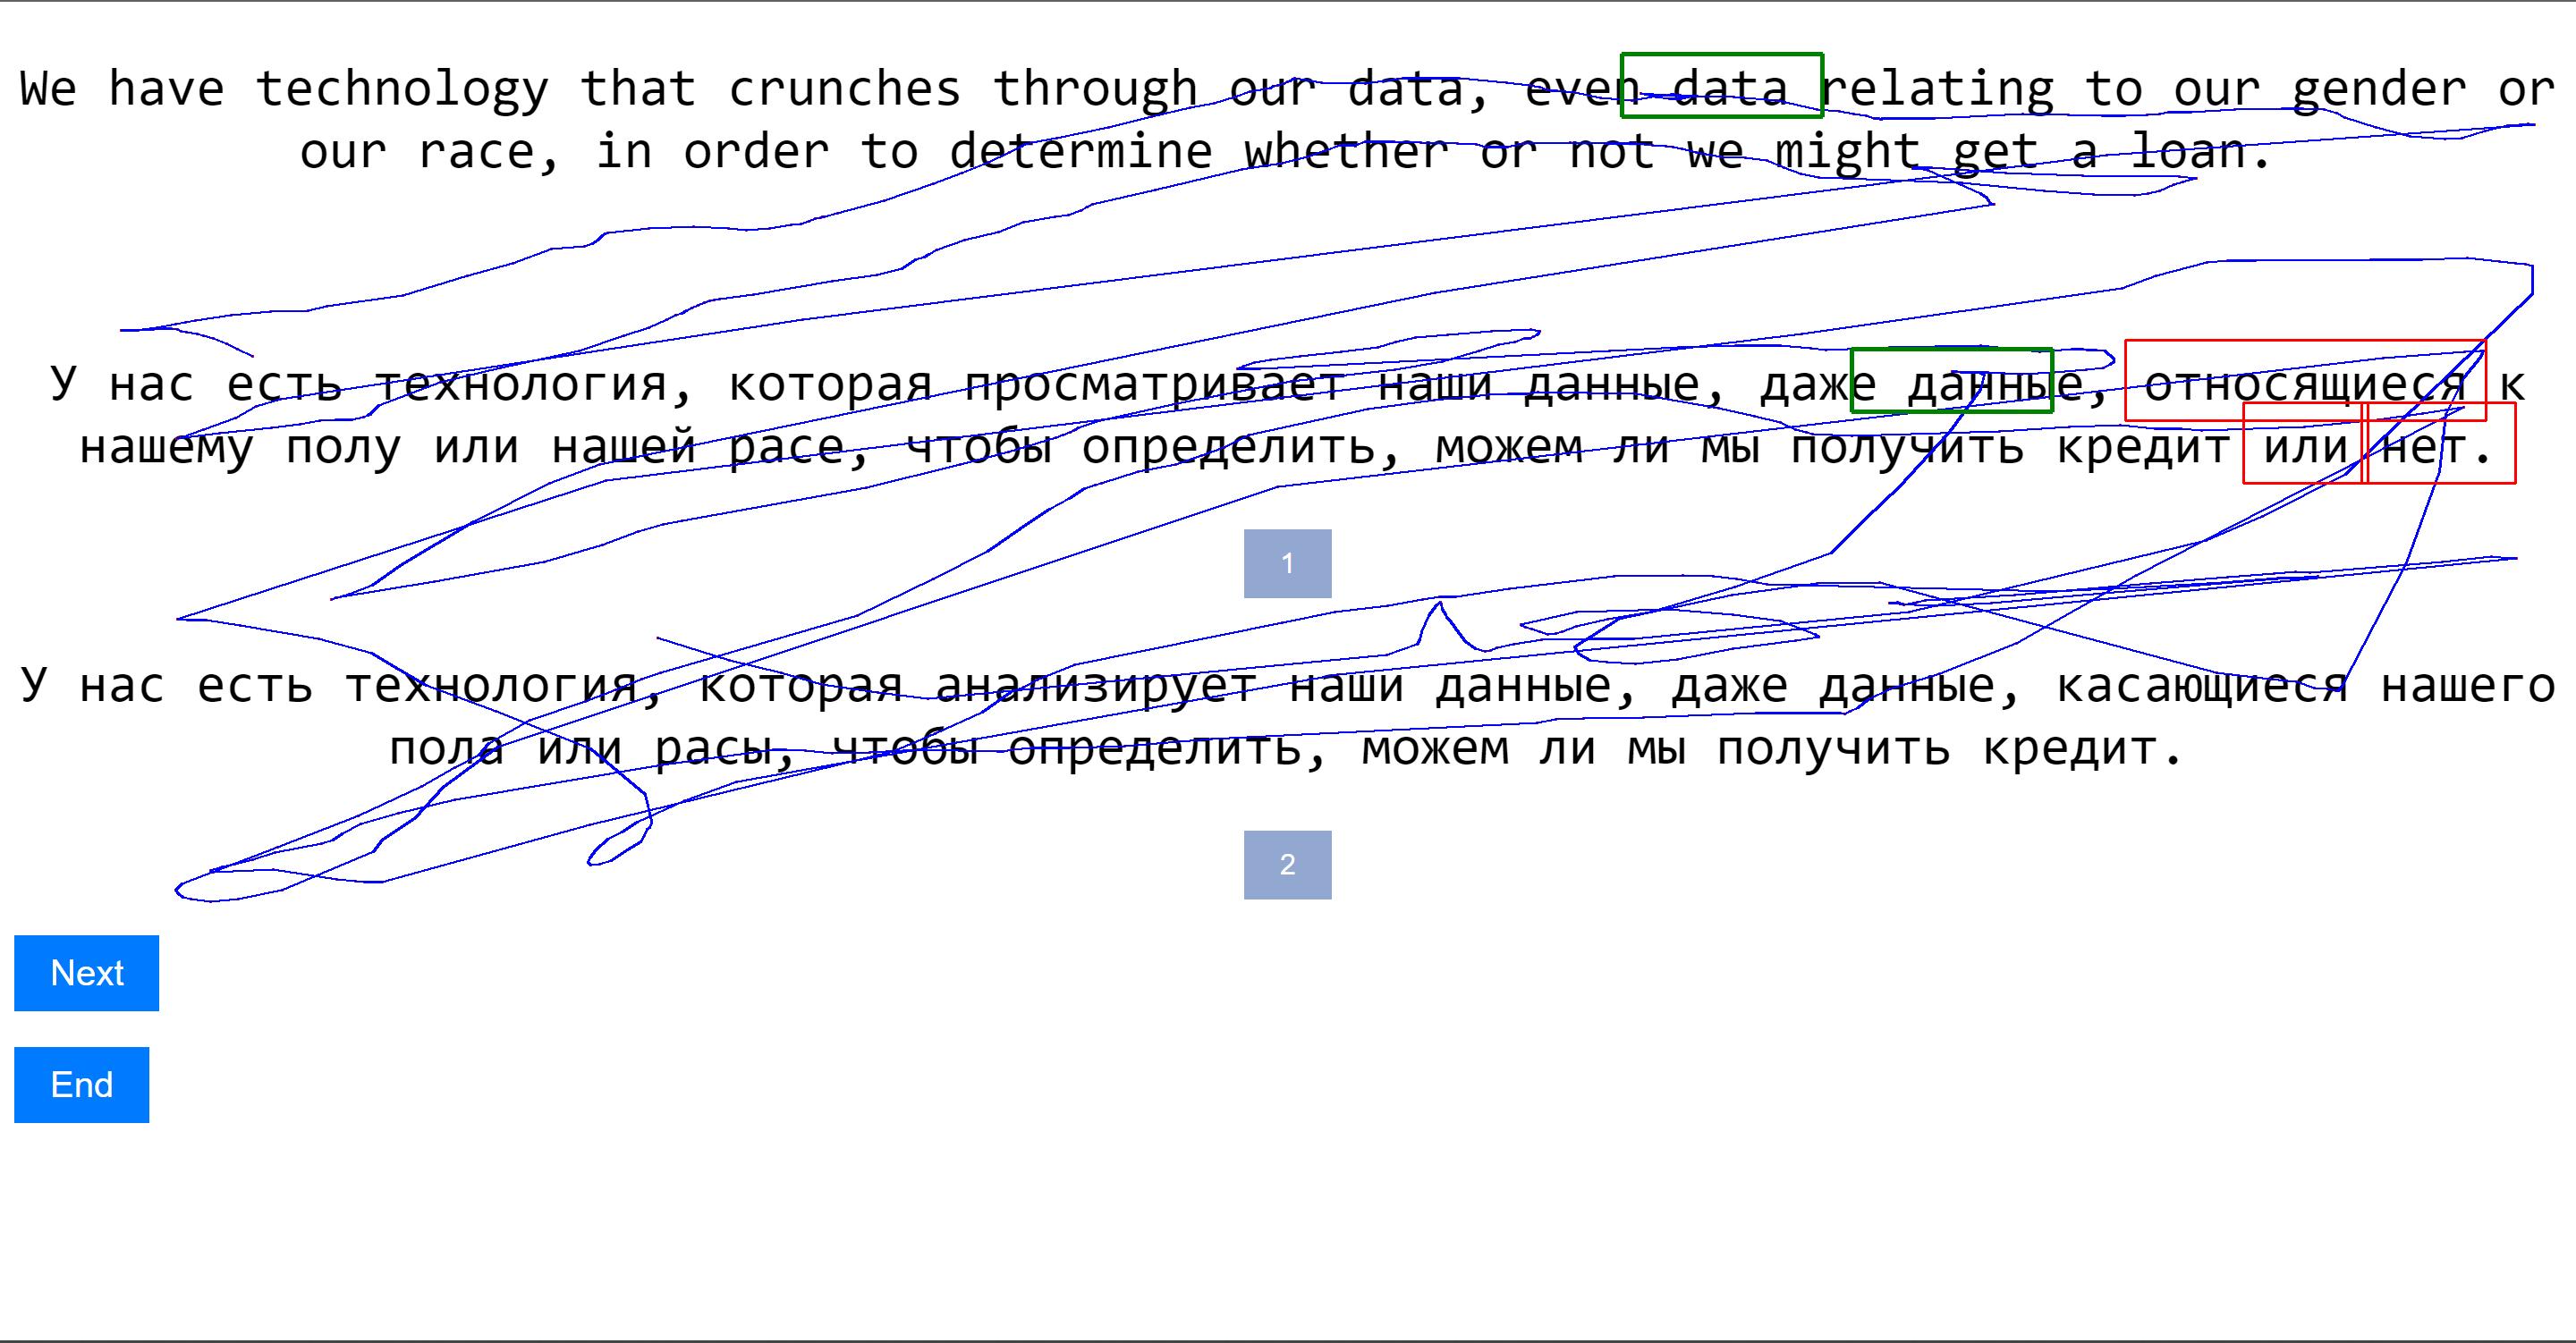 We have technology that crunches through our data, even data relating to our gender or
our race, in order to determine whether or not we might get a loan.
У нас есть технология, которая просматривает наши данные, даже данные, относящиеся к
нашему полу или нашей расе, чтобы определить, можем ли мы получить кредит или нет.
1
У нас есть технология, которая анализирует наши данные, даже данные, касающиеся нашего
пола или расы, чтобы определить, можем ли мы получить кредит.
2
Next
End